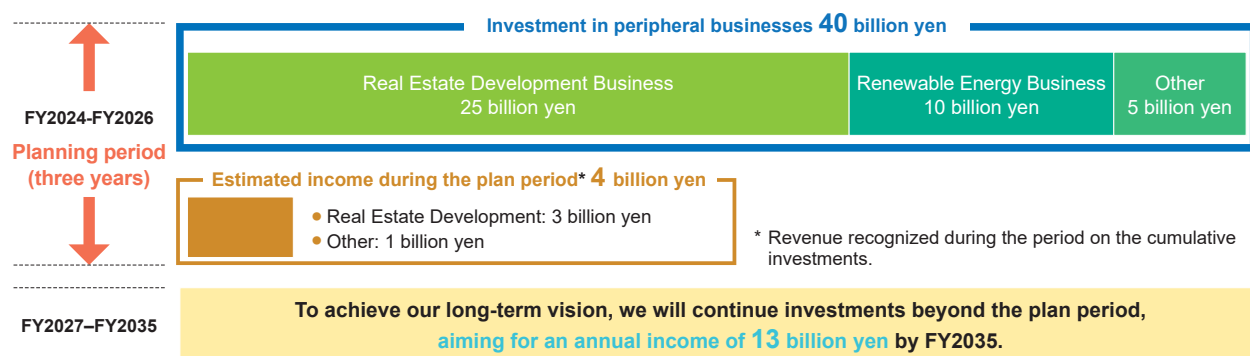 Investment in peripheral businesses 40 billion yen
Real Estate Development Business
25 billion yen
Renewable Energy Business
10 billion yen
Other
5 billion yen
FY2024-FY2026
Planning period
(three years)
Estimated income during the plan period* 4 billion yen
● Real Estate Development: 3 billion yen
● Other: 1 billion yen
* Revenue recognized during the period on the cumulative
investments.
FY2027–FY2035
To achieve our long-term vision, we will continue investments beyond the plan period,
aiming for an annual income of 13 billion yen by FY2035.